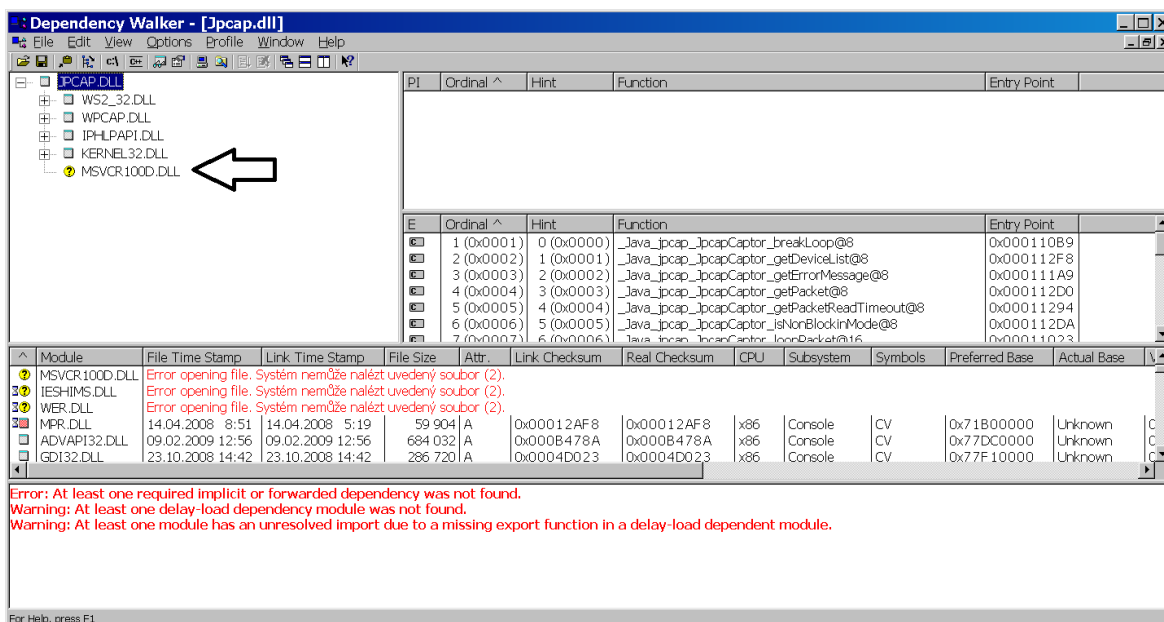 Dependency Walker - [Jpcap.dll]
File Edit View Options Profile Window Help
JPCAP.DLL
WS2_32.DLL
WPCAP.DLL
IPHLPAPI.DLL
KERNEL32.DLL
MSVCR100D.DLL
PI Ordinal ^ Hint Function Entry Point
E Ordinal ^ Hint Function Entry Point
1 (0x0001) 0 (0x0000) _Java_jpcap_JpcapCaptor_breakLoop@8 0x000110B9
2 (0x0002) 1 (0x0001) _Java_jpcap_JpcapCaptor_getDeviceList@8 0x000112F8
3 (0x0003) 2 (0x0002) _Java_jpcap_JpcapCaptor_getErrorMessage@8 0x000111A9
4 (0x0004) 3 (0x0003) _Java_jpcap_JpcapCaptor_getPacket@8 0x000112D0
5 (0x0005) 4 (0x0004) _Java_jpcap_JpcapCaptor_getPacketReadTimeout@8 0x00011294
6 (0x0006) 5 (0x0005) _Java_jpcap_JpcapCaptor_isNonBlockinMode@8 0x000112DA
7 (0x0007) 6 (0x0006) _Java_jpcap_JpcapCaptor_loopPacket@16 0x00011023
^ Module File Time Stamp Link Time Stamp File Size Attr. Link Checksum Real Checksum CPU Subsystem Symbols Preferred Base Actual Base
MSVCR100D.DLL Error opening file. Systém nemůže nalézt uvedený soubor (2).
IESHIMS.DLL Error opening file. Systém nemůže nalézt uvedený soubor (2).
WER.DLL Error opening file. Systém nemůže nalézt uvedený soubor (2).
MPR.DLL 14.04.2008 8:51 14.04.2008 5:19 59 904 A 0x00012AF8 0x00012AF8 x86 Console CV 0x71B00000 Unknown
ADVAPI32.DLL 09.02.2009 12:56 09.02.2009 12:56 684 032 A 0x000B478A 0x000B478A x86 Console CV 0x77DC0000 Unknown
GDI32.DLL 23.10.2008 14:42 23.10.2008 14:42 286 720 A 0x0004D023 0x0004D023 x86 Console CV 0x77F10000 Unknown
Error: At least one required implicit or forwarded dependency was not found.
Warning: At least one delay-load dependency module was not found.
Warning: At least one module has an unresolved import due to a missing export function in a delay-load dependent module.
For Help, press F1